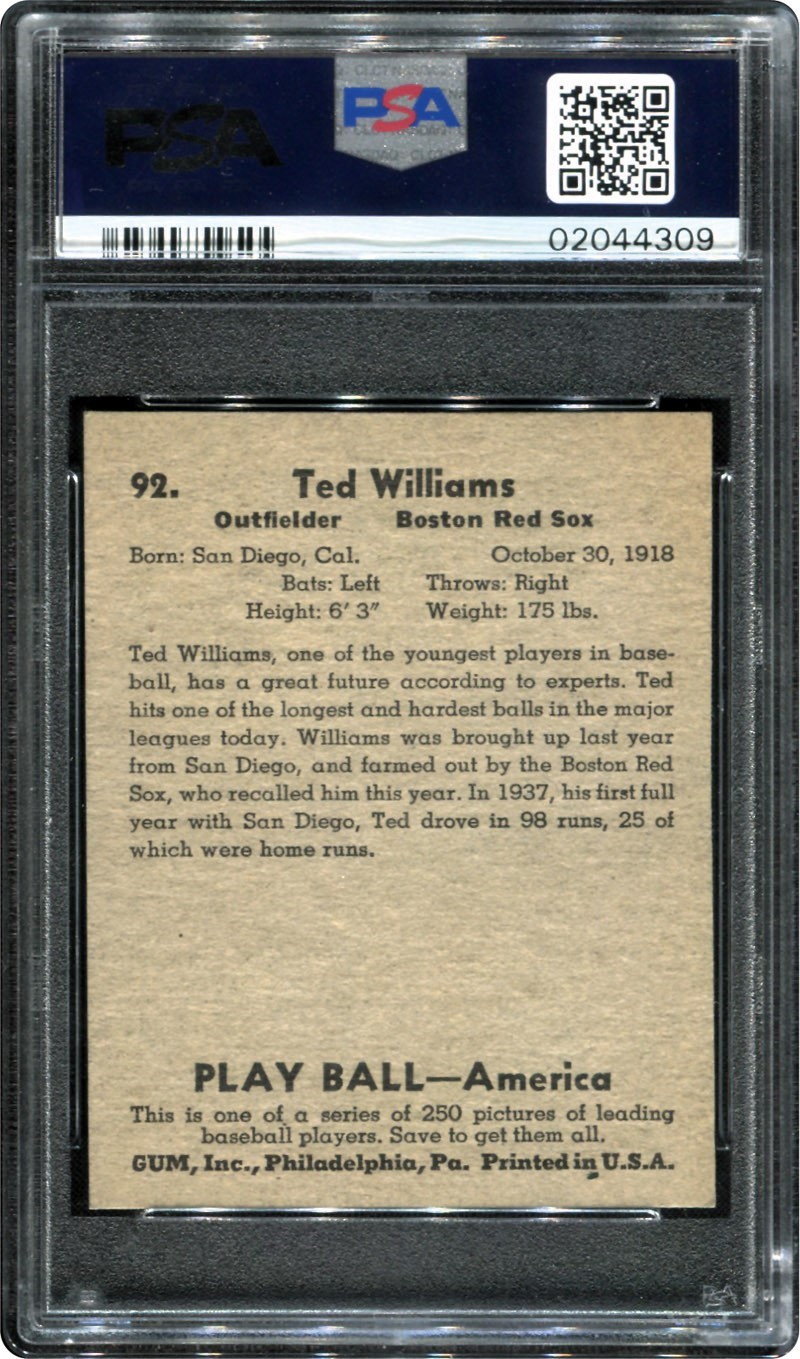 PSA
PSA
02044309
92. Ted Williams
Outfielder Boston Red Sox
Born: San Diego, Cal. October 30, 1918
Bats: Left Throws: Right
Height: 6' 3" Weight: 175 lbs.
Ted Williams, one of the youngest players in base-
ball, has a great future according to experts. Ted
hits one of the longest and hardest balls in the major
leagues today. Williams was brought up last year
from San Diego, and farmed out by the Boston Red
Sox, who recalled him this year. In 1937, his first full
year with San Diego, Ted drove in 98 runs, 25 of
which were home runs.
PLAY BALL—America
This is one of a series of 250 pictures of leading
baseball players. Save to get them all.
GUM, Inc., Philadelphia, Pa. Printed in U.S.A.
PSA